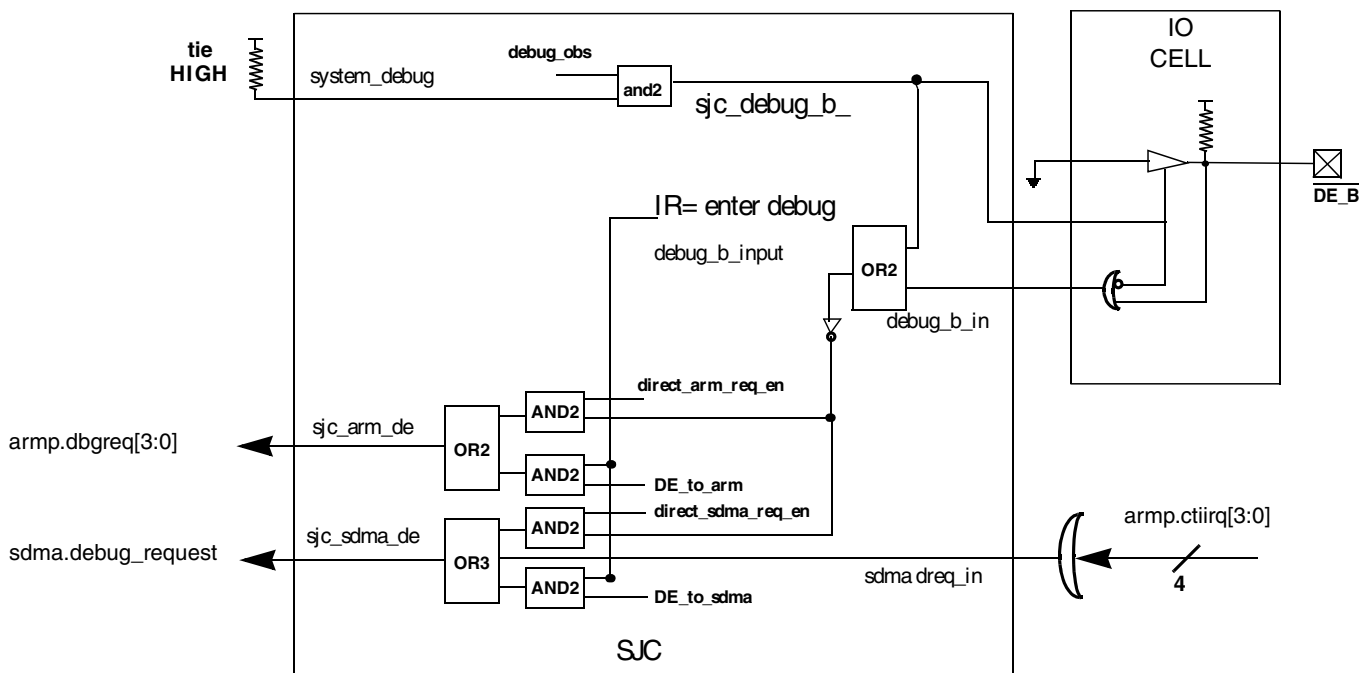 IO
CELL
tie
HIGH
debug_obs
system_debug
and2
sjc_debug_b_
DE_B
IR= enter debug
debug_b_input
OR2
debug_b_in
direct_arm_req_en
AND2
sjc_arm_de
armp.dbgreq[3:0]
OR2
AND2
DE_to_arm
direct_sdma_req_en
AND2
armp.ctiirq[3:0]
sjc_sdma_de
sdma.debug_request
OR3
sdma dreq_in
4
AND2
DE_to_sdma
SJC